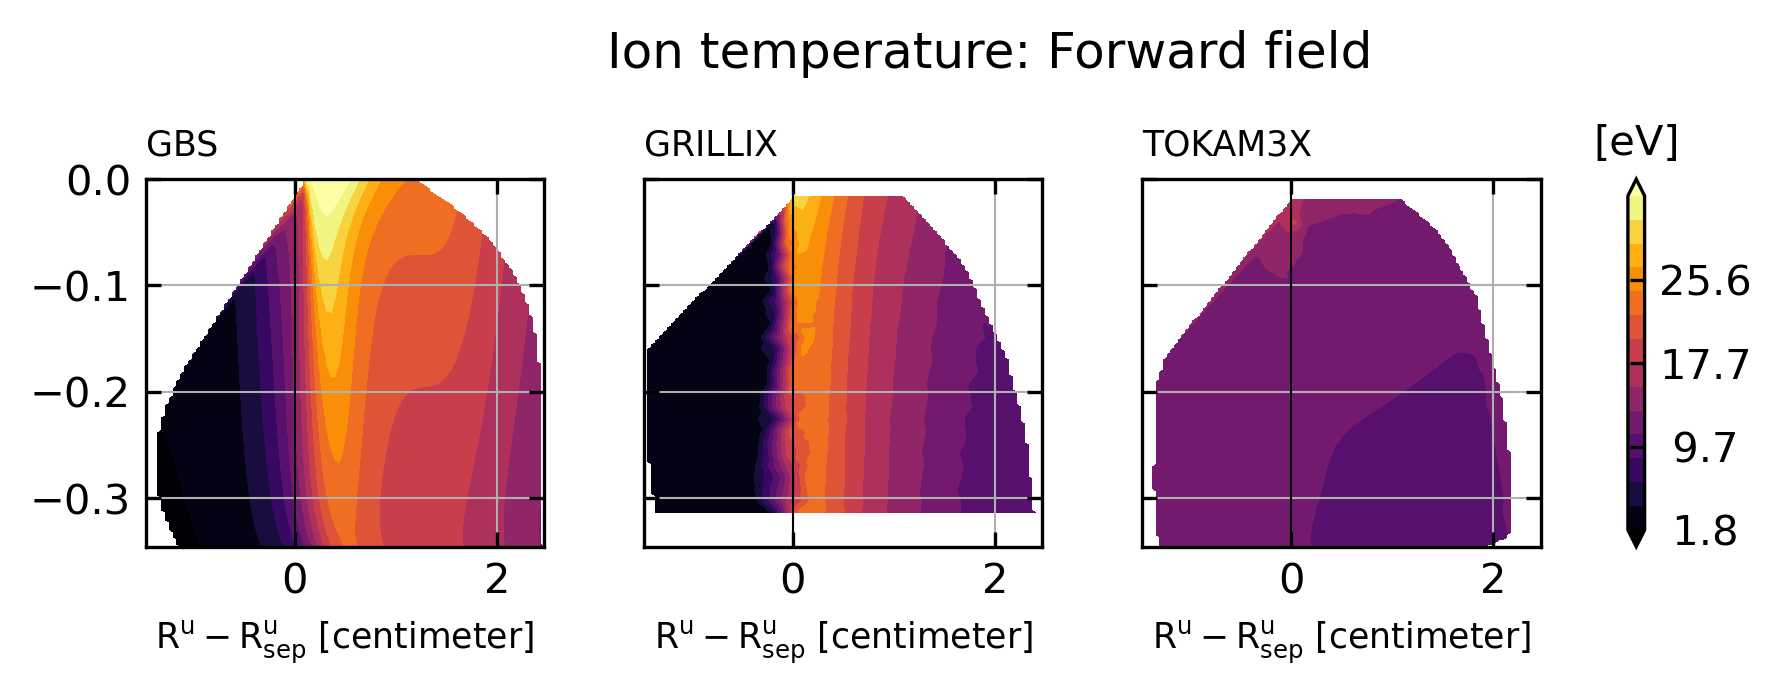 Ion temperature: Forward field
GBS
GRILLIX
TOKAM3X
[eV]
0.0
−0.1
−0.2
−0.3
25.6
17.7
9.7
1.8
0 2
0 2
0 2
Rᵘ − Rᵘsep [centimeter]
Rᵘ − Rᵘsep [centimeter]
Rᵘ − Rᵘsep [centimeter]